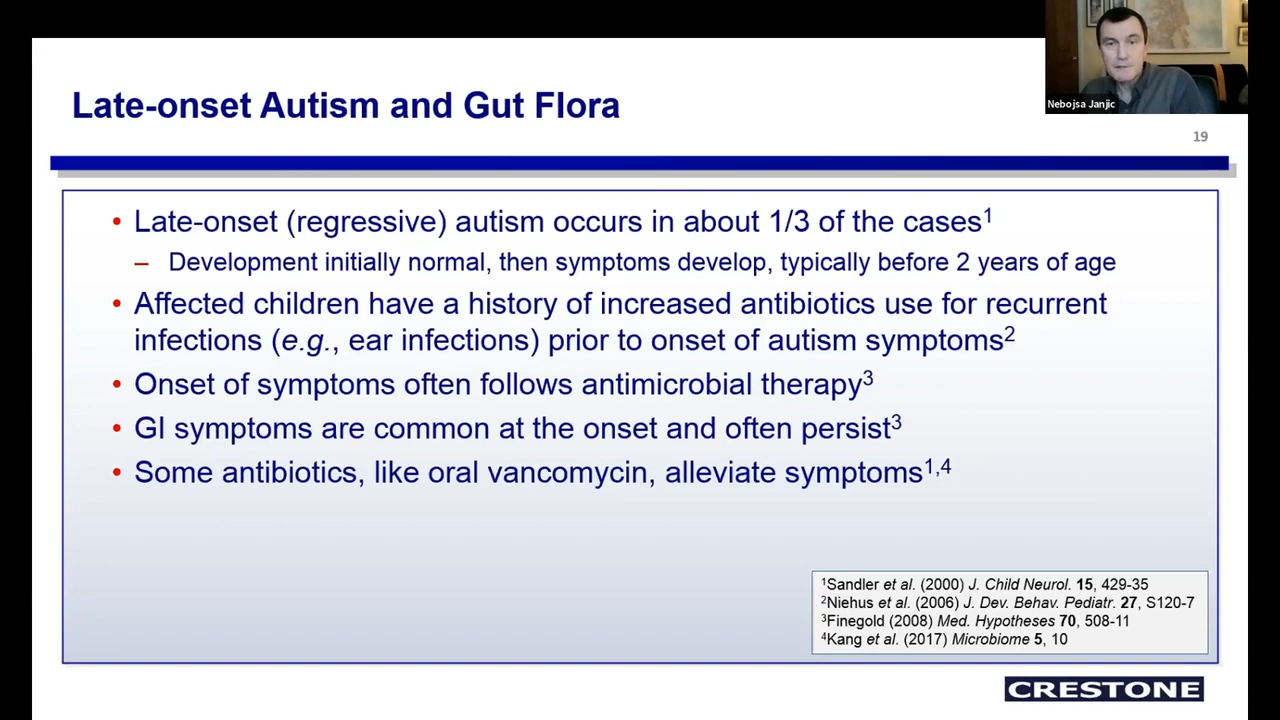 Nebojsa Janjic
Late-onset Autism and Gut Flora
19
• Late-onset (regressive) autism occurs in about 1/3 of the cases¹
– Development initially normal, then symptoms develop, typically before 2 years of age
• Affected children have a history of increased antibiotics use for recurrent
infections (e.g., ear infections) prior to onset of autism symptoms²
• Onset of symptoms often follows antimicrobial therapy³
• GI symptoms are common at the onset and often persist³
• Some antibiotics, like oral vancomycin, alleviate symptoms¹,⁴
¹Sandler et al. (2000) J. Child Neurol. 15, 429-35
²Niehus et al. (2006) J. Dev. Behav. Pediatr. 27, S120-7
³Finegold (2008) Med. Hypotheses 70, 508-11
⁴Kang et al. (2017) Microbiome 5, 10
CRESTONE